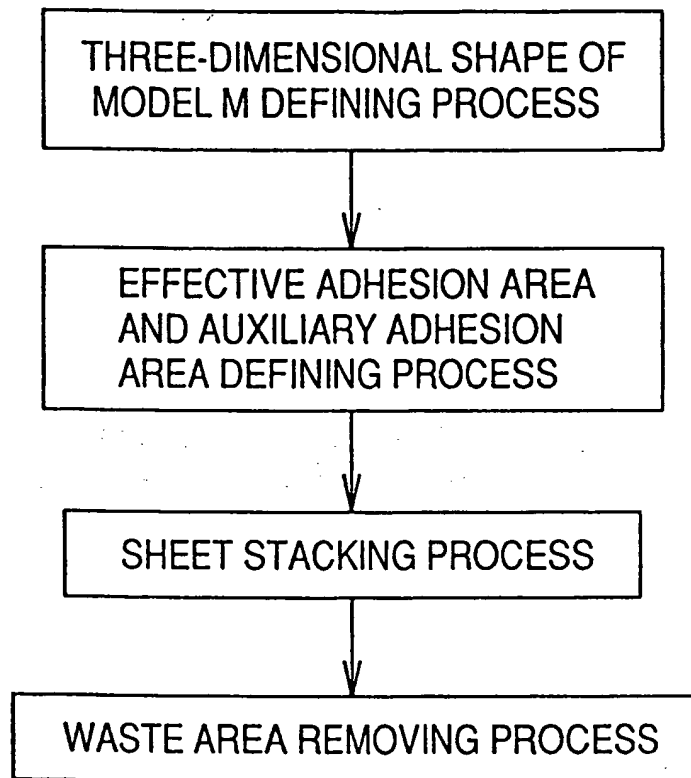 THREE-DIMENSIONAL SHAPE OF
MODEL M DEFINING PROCESS
EFFECTIVE ADHESION AREA
AND AUXILIARY ADHESION
AREA DEFINING PROCESS
SHEET STACKING PROCESS
WASTE AREA REMOVING PROCESS